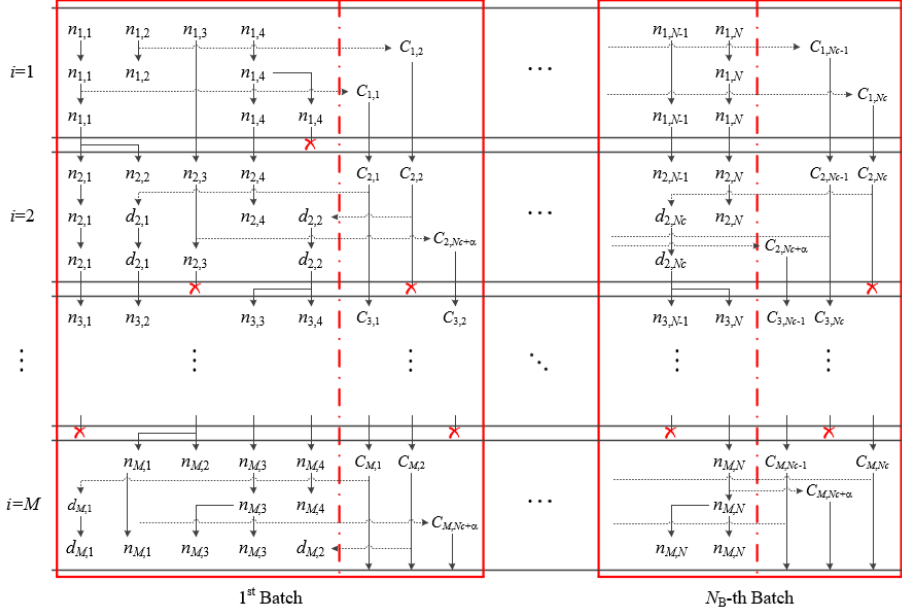 n1,1 n1,2 n1,3 n1,4 n1,N-1 n1,N
C1,2 C1,Nc-1
i=1 n1,1 n1,2 n1,4 ··· n1,N
C1,1 C1,Nc
n1,1 n1,4 n1,4 n1,N-1 n1,N
n2,1 n2,2 n2,3 n2,4 C2,1 C2,2 n2,N-1 n2,N C2,Nc-1 C2,Nc
i=2 n2,1 d2,1 n2,4 d2,2 ··· d2,Nc n2,N
C2,Nc+α C2,Nc+α
n2,1 d2,1 n2,3 d2,2 d2,Nc
n3,1 n3,2 n3,3 n3,4 C3,1 C3,2 n3,N-1 n3,N C3,Nc-1 C3,Nc
nM,1 nM,2 nM,3 nM,4 CM,1 CM,2 nM,N CM,Nc-1 CM,Nc
CM,Nc+α
i=M dM,1 nM,3 nM,4 ··· nM,N
CM,Nc+α
dM,1 nM,1 nM,3 nM,3 dM,2 nM,N nM,N
1st Batch NB-th Batch